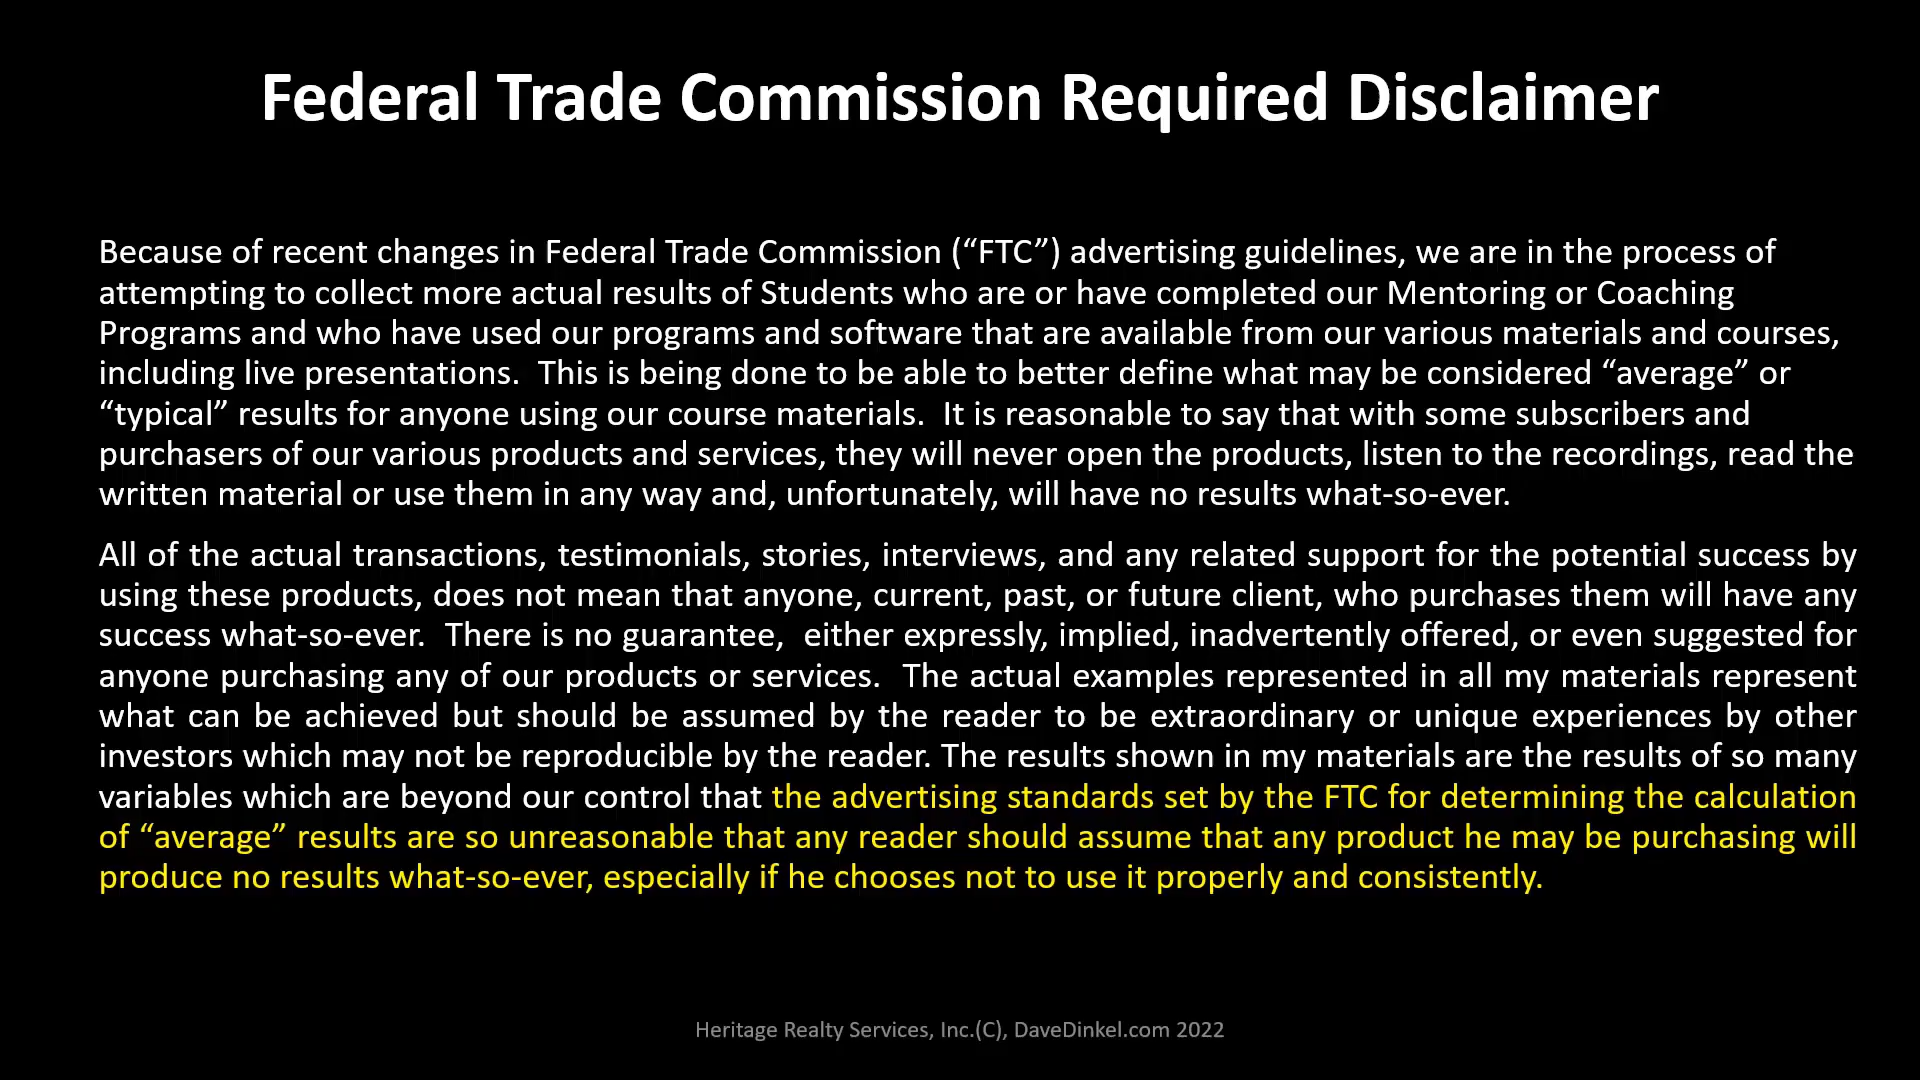 Federal Trade Commission Required Disclaimer
Because of recent changes in Federal Trade Commission (“FTC”) advertising guidelines, we are in the process of
attempting to collect more actual results of Students who are or have completed our Mentoring or Coaching
Programs and who have used our programs and software that are available from our various materials and courses,
including live presentations.  This is being done to be able to better define what may be considered “average” or
“typical” results for anyone using our course materials.  It is reasonable to say that with some subscribers and
purchasers of our various products and services, they will never open the products, listen to the recordings, read the
written material or use them in any way and, unfortunately, will have no results what-so-ever.
All of the actual transactions, testimonials, stories, interviews, and any related support for the potential success by
using these products, does not mean that anyone, current, past, or future client, who purchases them will have any
success what-so-ever.  There is no guarantee,  either expressly, implied, inadvertently offered, or even suggested for
anyone purchasing any of our products or services.  The actual examples represented in all my materials represent
what can be achieved but should be assumed by the reader to be extraordinary or unique experiences by other
investors which may not be reproducible by the reader. The results shown in my materials are the results of so many
variables which are beyond our control that the advertising standards set by the FTC for determining the calculation
of “average” results are so unreasonable that any reader should assume that any product he may be purchasing will
produce no results what-so-ever, especially if he chooses not to use it properly and consistently.
Heritage Realty Services, Inc.(C), DaveDinkel.com 2022